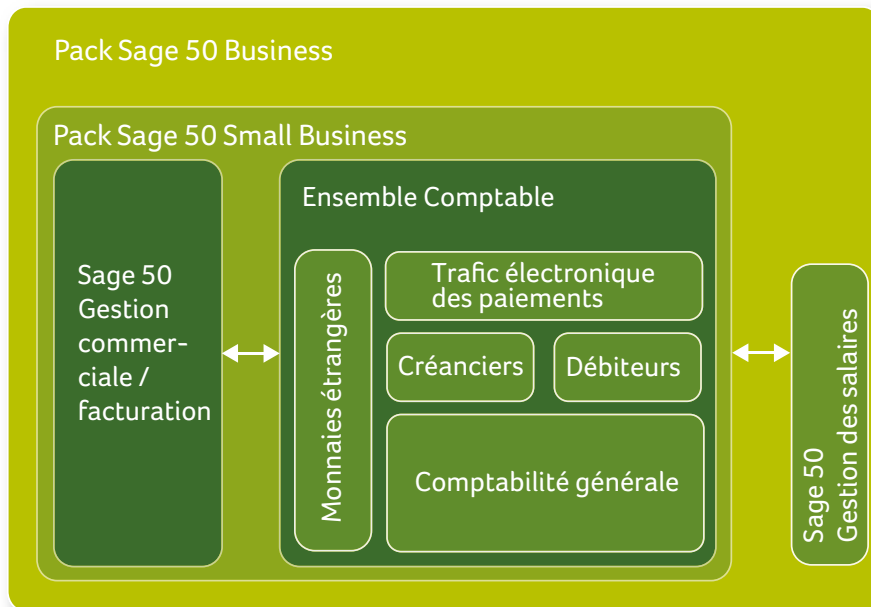 Pack Sage 50 Business
Pack Sage 50 Small Business
Sage 50
Gestion
commer-
ciale /
facturation
Ensemble Comptable
Monnaies étrangères
Trafic électronique
des paiements
Créanciers
Débiteurs
Comptabilité générale
Sage 50
Gestion des salaires